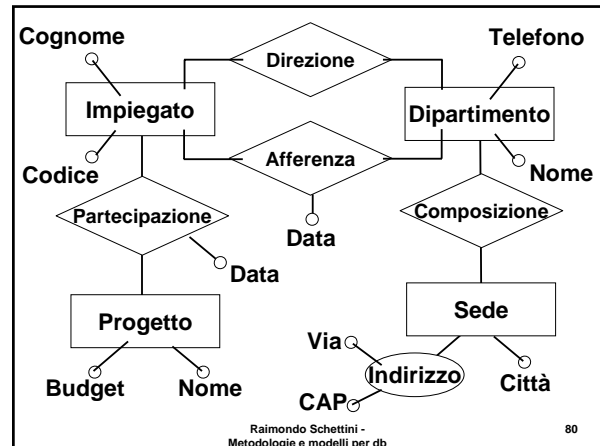 Cognome
Telefono
Direzione
Impiegato
Dipartimento
Afferenza
Codice
Nome
Partecipazione
Composizione
Data
Data
Progetto
Sede
Via
Indirizzo
Budget
Nome
CAP
Città
Raimondo Schettini -
Metodologie e modelli per db
80